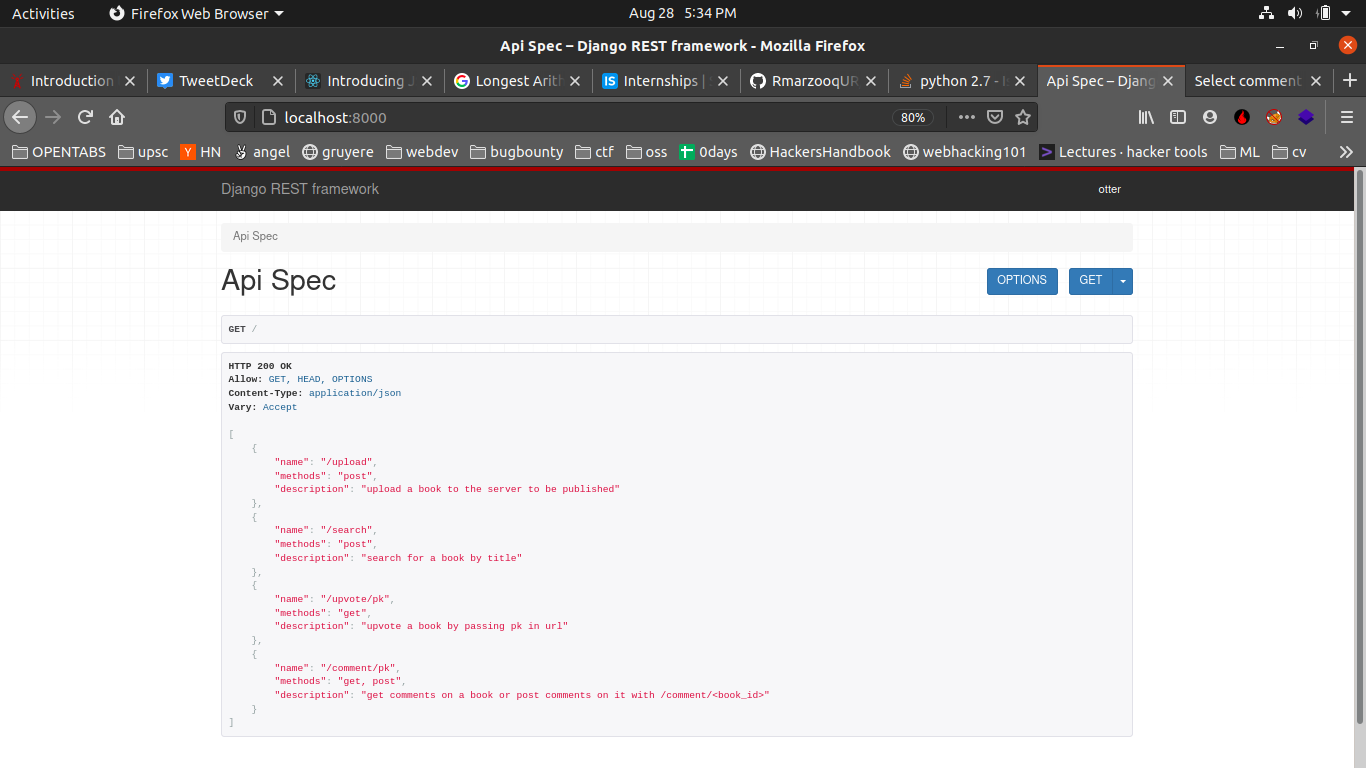 Activities
Firefox Web Browser
Aug 28 5:34 PM
Api Spec – Django REST framework - Mozilla Firefox
Introduction
TweetDeck
Introducing J
Longest Arith
Internships |
RmarzooqUR
python 2.7 -
Api Spec – Djang
Select comment
localhost:8000
80%
OPENTABS
upsc
Y HN
angel
gruyere
webdev
bugbounty
ctf
oss
0days
HackersHandbook
webhacking101
> Lectures · hacker tools
ML
cv
Django REST framework
otter
Api Spec
Api Spec
OPTIONS
GET
GET /
HTTP 200 OK
Allow: GET, HEAD, OPTIONS
Content-Type: application/json
Vary: Accept
[
{
"name": "/upload",
"methods": "post",
"description": "upload a book to the server to be published"
},
{
"name": "/search",
"methods": "post",
"description": "search for a book by title"
},
{
"name": "/upvote/pk",
"methods": "get",
"description": "upvote a book by passing pk in url"
},
{
"name": "/comment/pk",
"methods": "get, post",
"description": "get comments on a book or post comments on it with /comment/<book_id>"
}
]